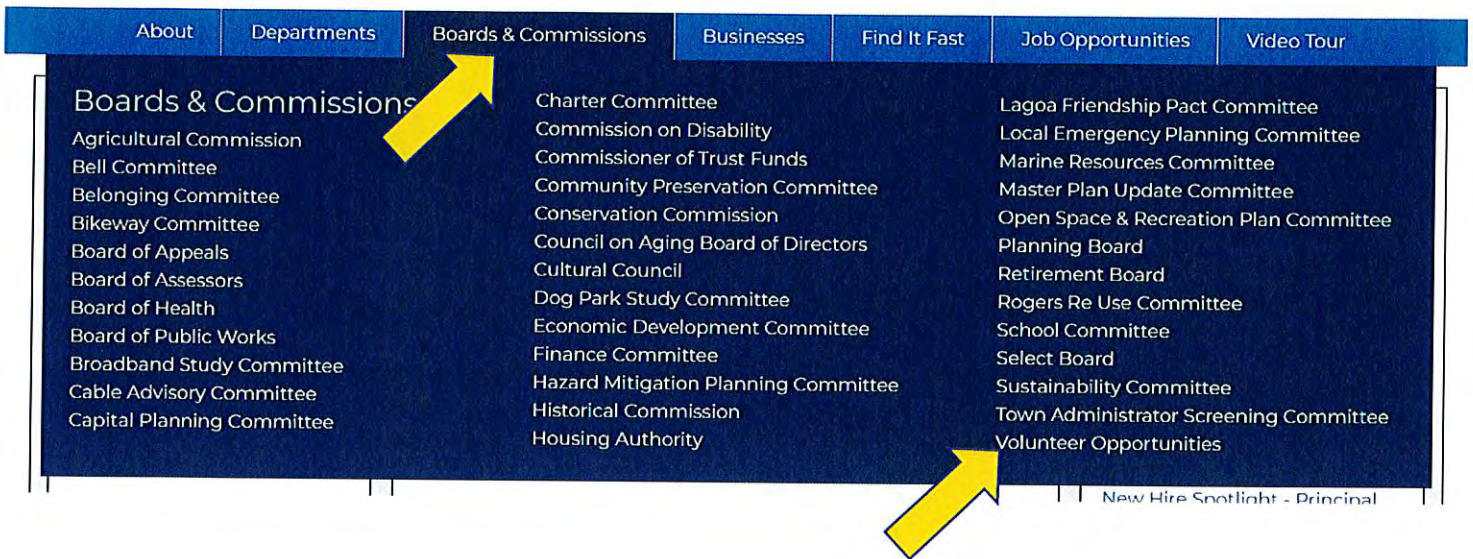 About Departments Boards & Commissions Businesses Find It Fast Job Opportunities Video Tour
Boards & Commissions
Agricultural Commission
Bell Committee
Belonging Committee
Bikeway Committee
Board of Appeals
Board of Assessors
Board of Health
Board of Public Works
Broadband Study Committee
Cable Advisory Committee
Capital Planning Committee
Charter Committee
Commission on Disability
Commissioner of Trust Funds
Community Preservation Committee
Conservation Commission
Council on Aging Board of Directors
Cultural Council
Dog Park Study Committee
Economic Development Committee
Finance Committee
Hazard Mitigation Planning Committee
Historical Commission
Housing Authority
Lagoa Friendship Pact Committee
Local Emergency Planning Committee
Marine Resources Committee
Master Plan Update Committee
Open Space & Recreation Plan Committee
Planning Board
Retirement Board
Rogers Re Use Committee
School Committee
Select Board
Sustainability Committee
Town Administrator Screening Committee
Volunteer Opportunities
New Hire Spotlight - Principal